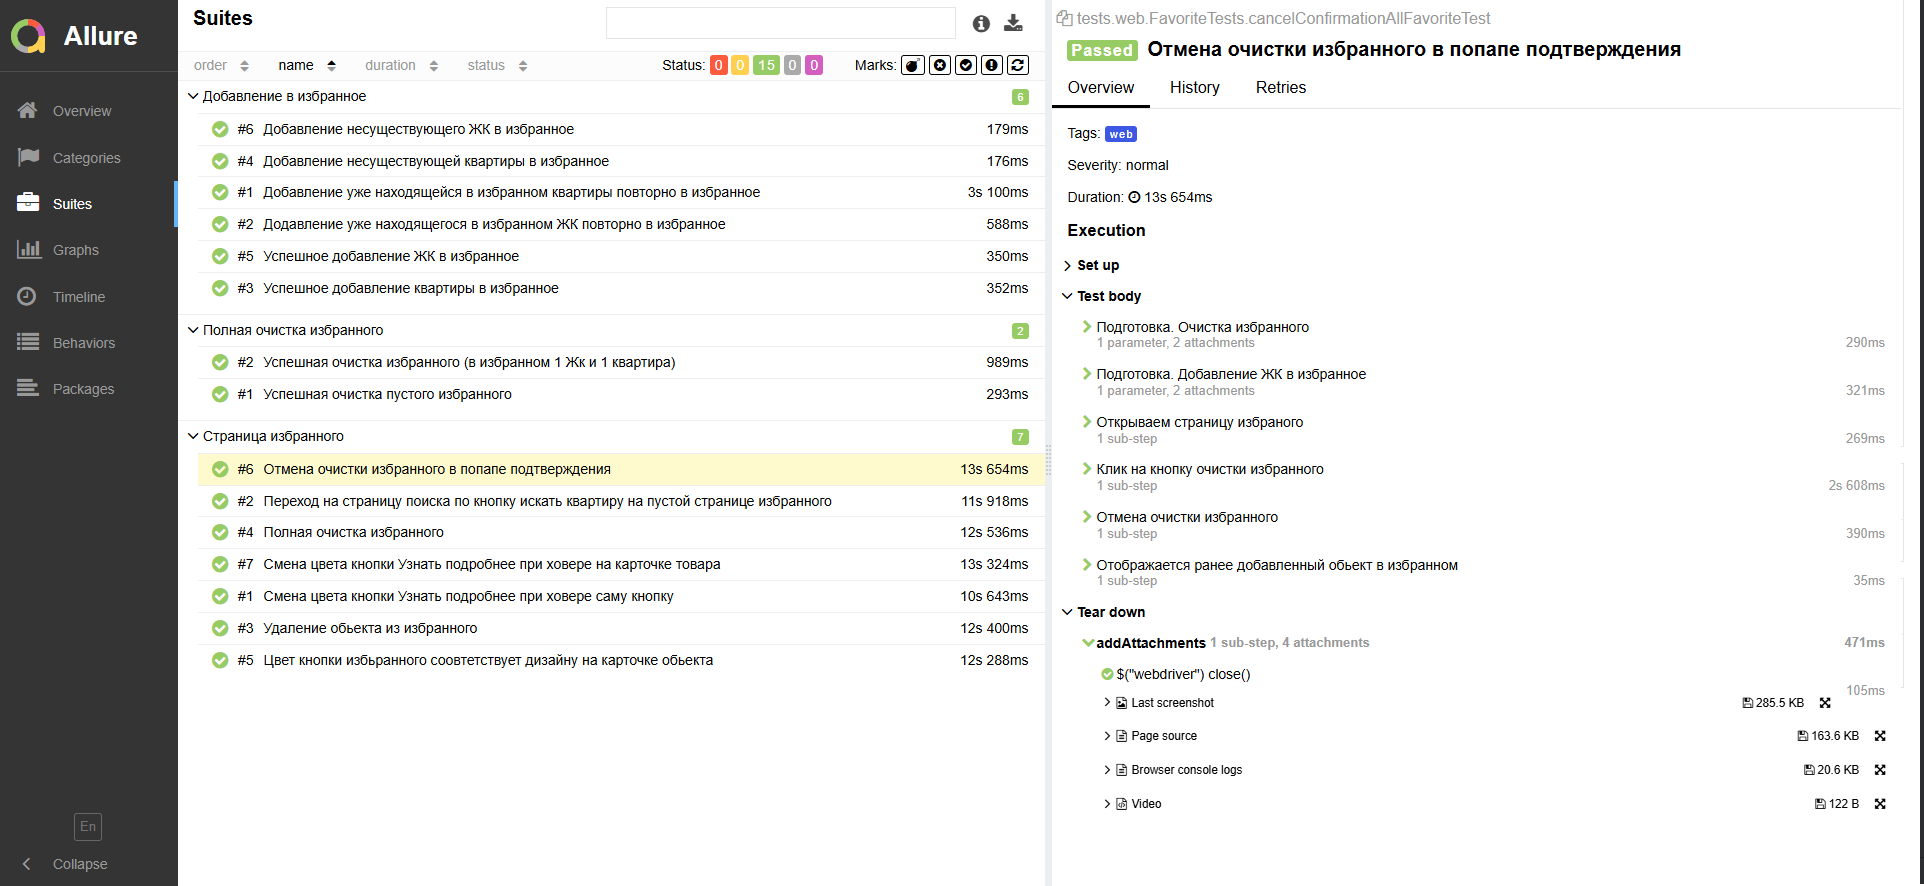 Allure
Overview
Categories
Suites
Graphs
Timeline
Behaviors
Packages
En
Collapse
Suites
order name duration status Status: 0 0 15 0 0 Marks:
Добавление в избранное 6
#6 Добавление несуществующего ЖК в избранное 179ms
#4 Добавление несуществующей квартиры в избранное 176ms
#1 Добавление уже находящейся в избранном квартиры повторно в избранное 3s 100ms
#2 Додавление уже находящегося в избранном ЖК повторно в избранное 588ms
#5 Успешное добавление ЖК в избранное 350ms
#3 Успешное добавление квартиры в избранное 352ms
Полная очистка избранного 2
#2 Успешная очистка избранного (в избранном 1 Жк и 1 квартира) 989ms
#1 Успешная очистка пустого избранного 293ms
Страница избранного 7
#6 Отмена очистки избранного в попапе подтверждения 13s 654ms
#2 Переход на страницу поиска по кнопку искать квартиру на пустой странице избранного 11s 918ms
#4 Полная очистка избранного 12s 536ms
#7 Смена цвета кнопки Узнать подробнее при ховере на карточке товара 13s 324ms
#1 Смена цвета кнопки Узнать подробнее при ховере саму кнопку 10s 643ms
#3 Удаление обьекта из избранного 12s 400ms
#5 Цвет кнопки избьранного соовтетствует дизайну на карточке обьекта 12s 288ms
tests.web.FavoriteTests.cancelConfirmationAllFavoriteTest
Passed Отмена очистки избранного в попапе подтверждения
Overview History Retries
Tags: web
Severity: normal
Duration: 13s 654ms
Execution
Set up
Test body
Подготовка. Очистка избранного
1 parameter, 2 attachments 290ms
Подготовка. Добавление ЖК в избранное
1 parameter, 2 attachments 321ms
Открываем страницу избраного
1 sub-step 269ms
Клик на кнопку очистки избранного
1 sub-step 2s 608ms
Отмена очистки избранного
1 sub-step 390ms
Отображается ранее добавленный обьект в избранном
1 sub-step 35ms
Tear down
addAttachments 1 sub-step, 4 attachments 471ms
$("webdriver") close()
105ms
Last screenshot 285.5 KB
Page source 163.6 KB
Browser console logs 20.6 KB
Video 122 B